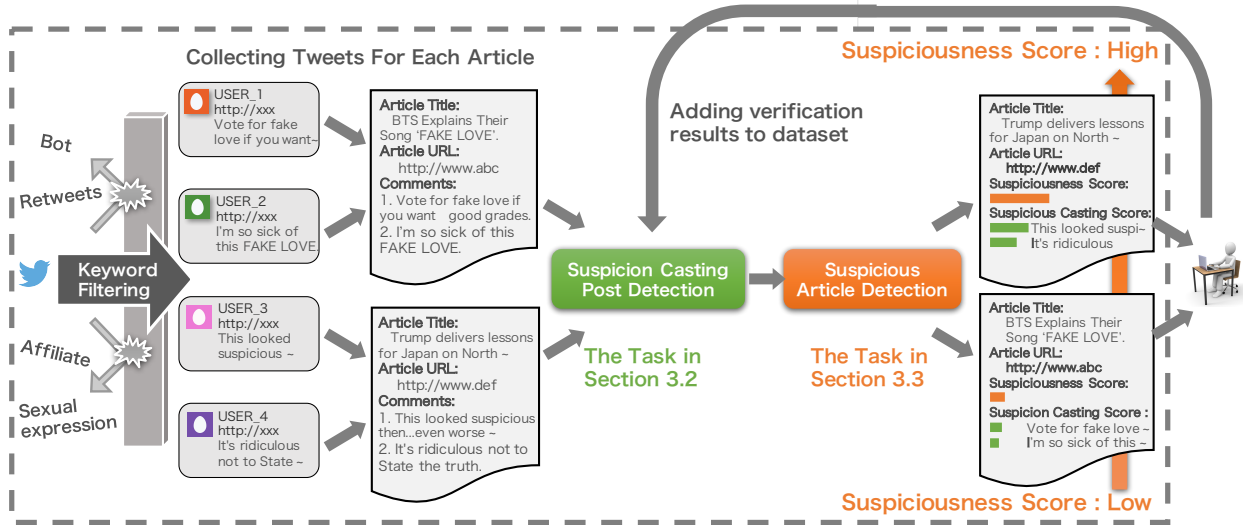 Collecting Tweets For Each Article
Bot
Retweets
Keyword
Filtering
Affiliate
Sexual
expression
USER_1
http://xxx
Vote for fake
love if you want~
USER_2
http://xxx
I'm so sick of
this FAKE LOVE.
USER_3
http://xxx
This looked
suspicious ~
USER_4
http://xxx
It's ridiculous
not to State ~
Article Title:
BTS Explains Their
Song 'FAKE LOVE'.
Article URL:
http://www.abc
Comments:
1. Vote for fake love if
you want good grades.
2. I'm so sick of this
FAKE LOVE.
Article Title:
Trump delivers lessons
for Japan on North ~
Article URL:
http://www.def
Comments:
1. This looked suspicious
then...even worse ~
2. It's ridiculous not to
State the truth.
Adding verification
results to dataset
Suspicion Casting
Post Detection
The Task in
Section 3.2
Suspicious
Article Detection
The Task in
Section 3.3
Suspiciousness Score : High
Article Title:
Trump delivers lessons
for Japan on North ~
Article URL:
http://www.def
Suspiciousness Score:
Suspicious Casting Score:
This looked suspi~
It's ridiculous
Article Title:
BTS Explains Their
Song 'FAKE LOVE'.
Article URL:
http://www.abc
Suspiciousness Score:
Suspicion Casting Score :
Vote for fake love ~
I'm so sick of this ~
Suspiciousness Score : Low